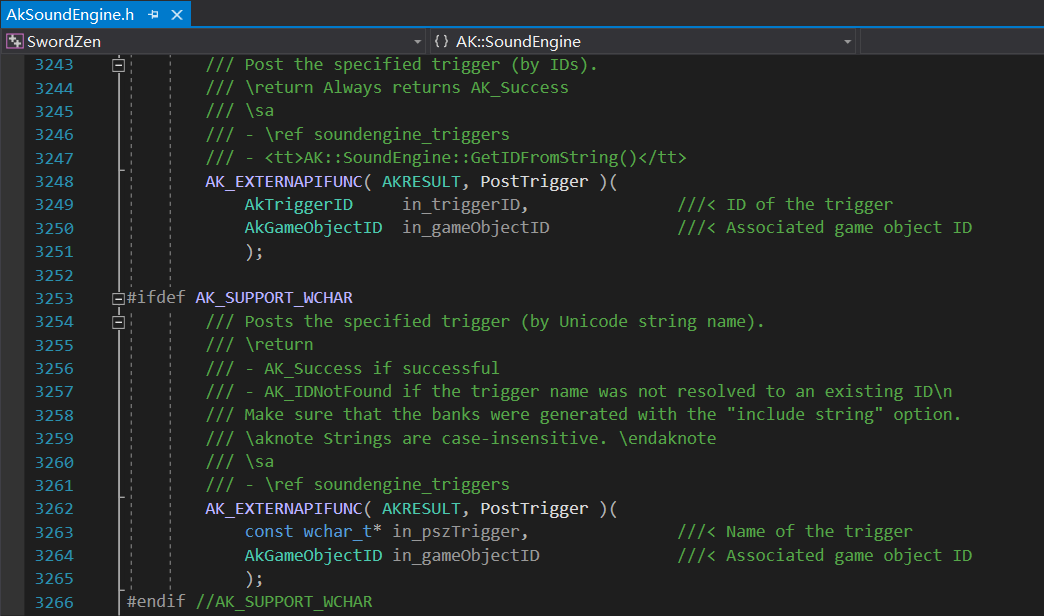 AkSoundEngine.h
SwordZen {} AK::SoundEngine
3243 /// Post the specified trigger (by IDs).
3244 /// \return Always returns AK_Success
3245 /// \sa
3246 /// - \ref soundengine_triggers
3247 /// - <tt>AK::SoundEngine::GetIDFromString()</tt>
3248 AK_EXTERNAPIFUNC( AKRESULT, PostTrigger )(
3249 AkTriggerID in_triggerID, ///< ID of the trigger
3250 AkGameObjectID in_gameObjectID ///< Associated game object ID
3251 );
3252
3253 #ifdef AK_SUPPORT_WCHAR
3254 /// Posts the specified trigger (by Unicode string name).
3255 /// \return
3256 /// - AK_Success if successful
3257 /// - AK_IDNotFound if the trigger name was not resolved to an existing ID\n
3258 /// Make sure that the banks were generated with the "include string" option.
3259 /// \aknote Strings are case-insensitive. \endaknote
3260 /// \sa
3261 /// - \ref soundengine_triggers
3262 AK_EXTERNAPIFUNC( AKRESULT, PostTrigger )(
3263 const wchar_t* in_pszTrigger, ///< Name of the trigger
3264 AkGameObjectID in_gameObjectID ///< Associated game object ID
3265 );
3266 #endif //AK_SUPPORT_WCHAR